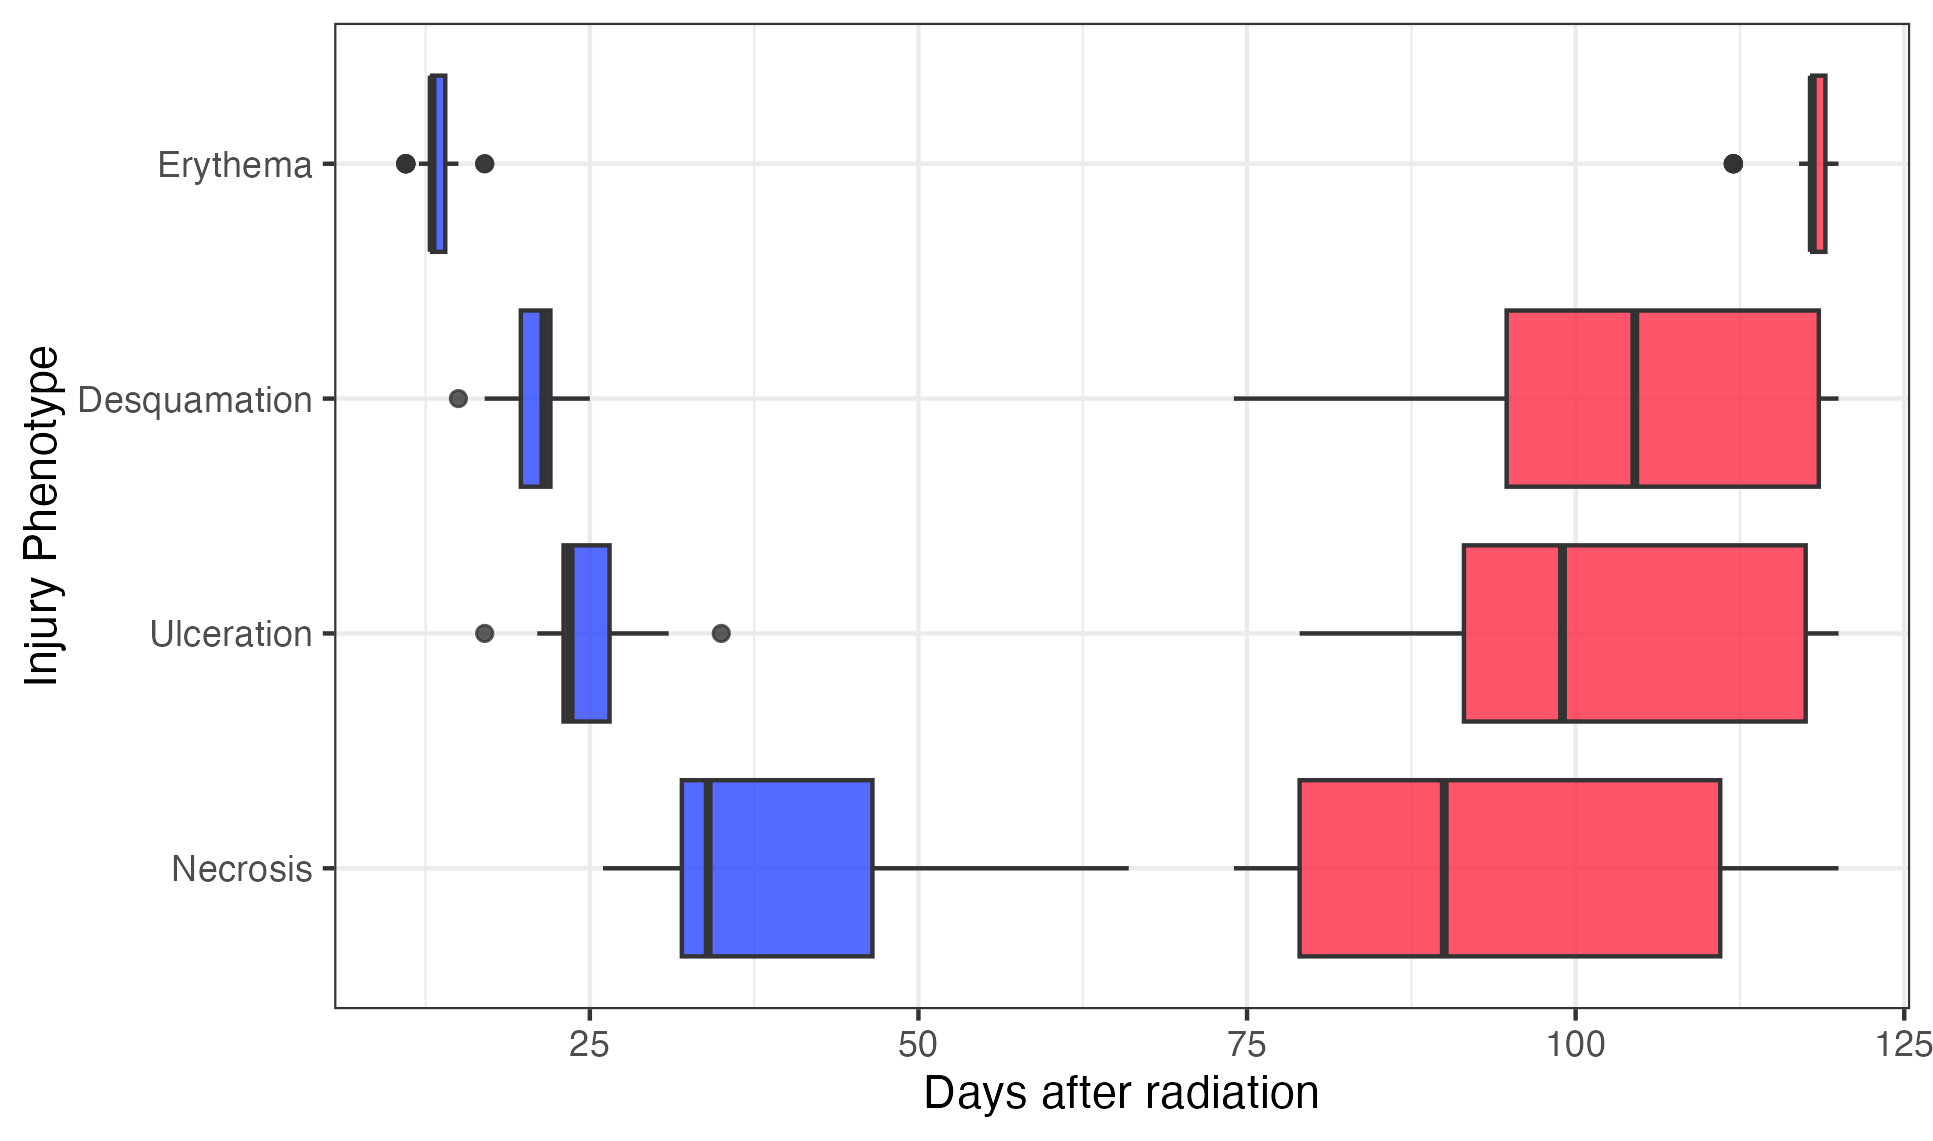 Injury Phenotype
Erythema
Desquamation
Ulceration
Necrosis
25 50 75 100 125
Days after radiation